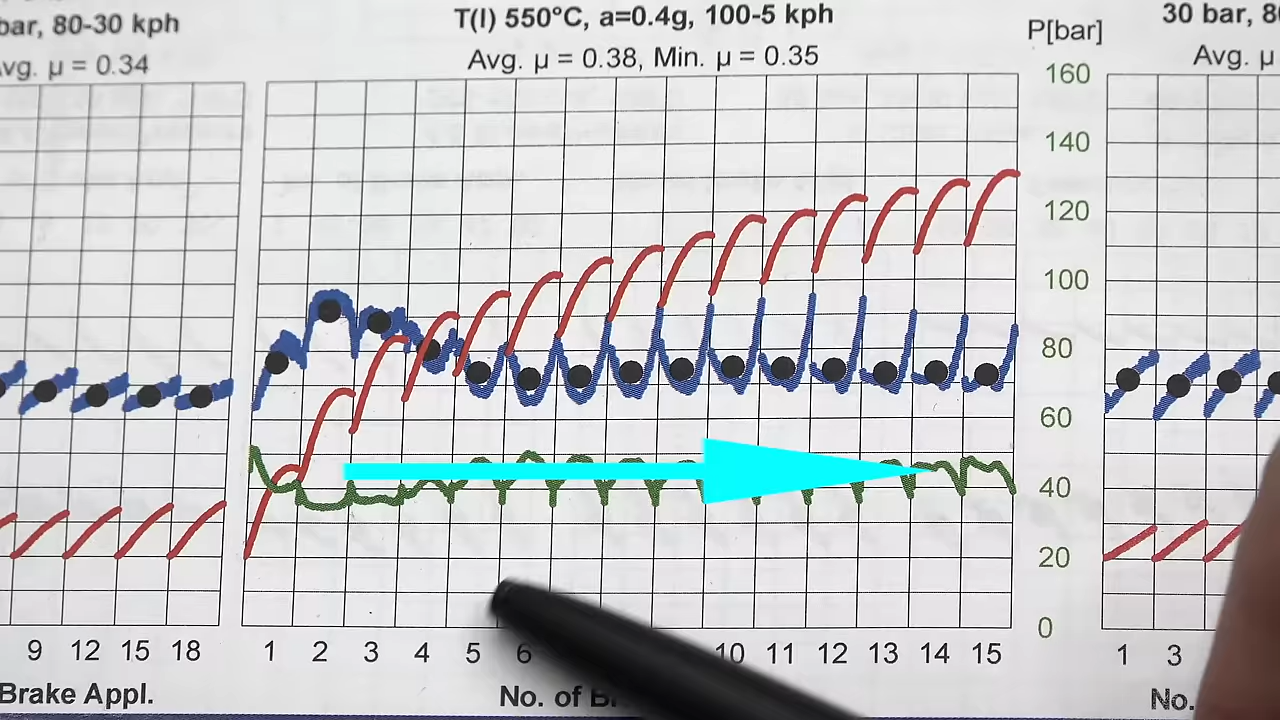 bar, 80-30 kph
Avg. µ = 0.34
9 12 15 18
Brake Appl.
T(I) 550°C, a=0.4g, 100-5 kph
Avg. µ = 0.38, Min. µ = 0.35
1 2 3 4 5 6 10 11 12 13 14 15
No. of
P[bar]
160
140
120
100
80
60
40
20
0
30 bar,
Avg. µ
1 3
No.